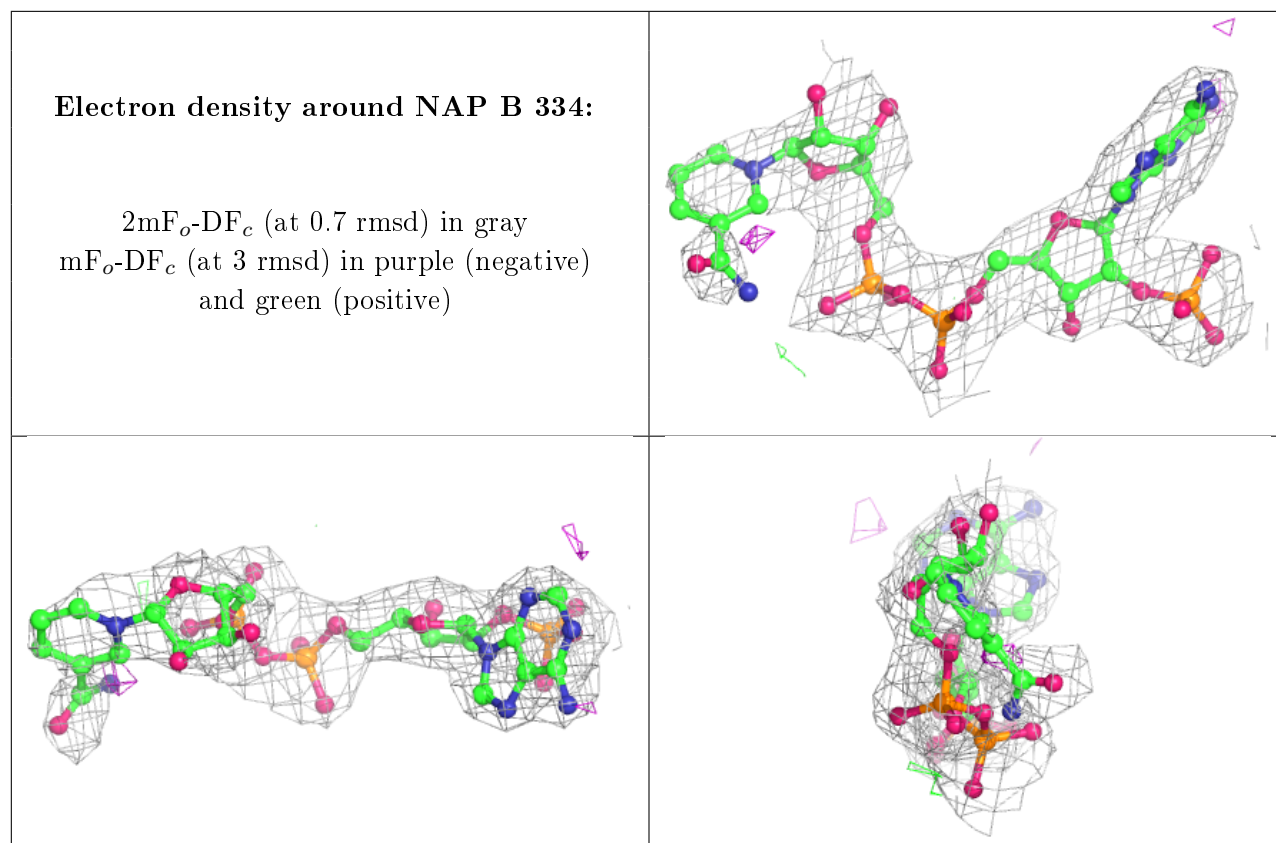 Electron density around NAP B 334:
2mFₒ-DF𝒸 (at 0.7 rmsd) in gray
mFₒ-DF𝒸 (at 3 rmsd) in purple (negative)
and green (positive)